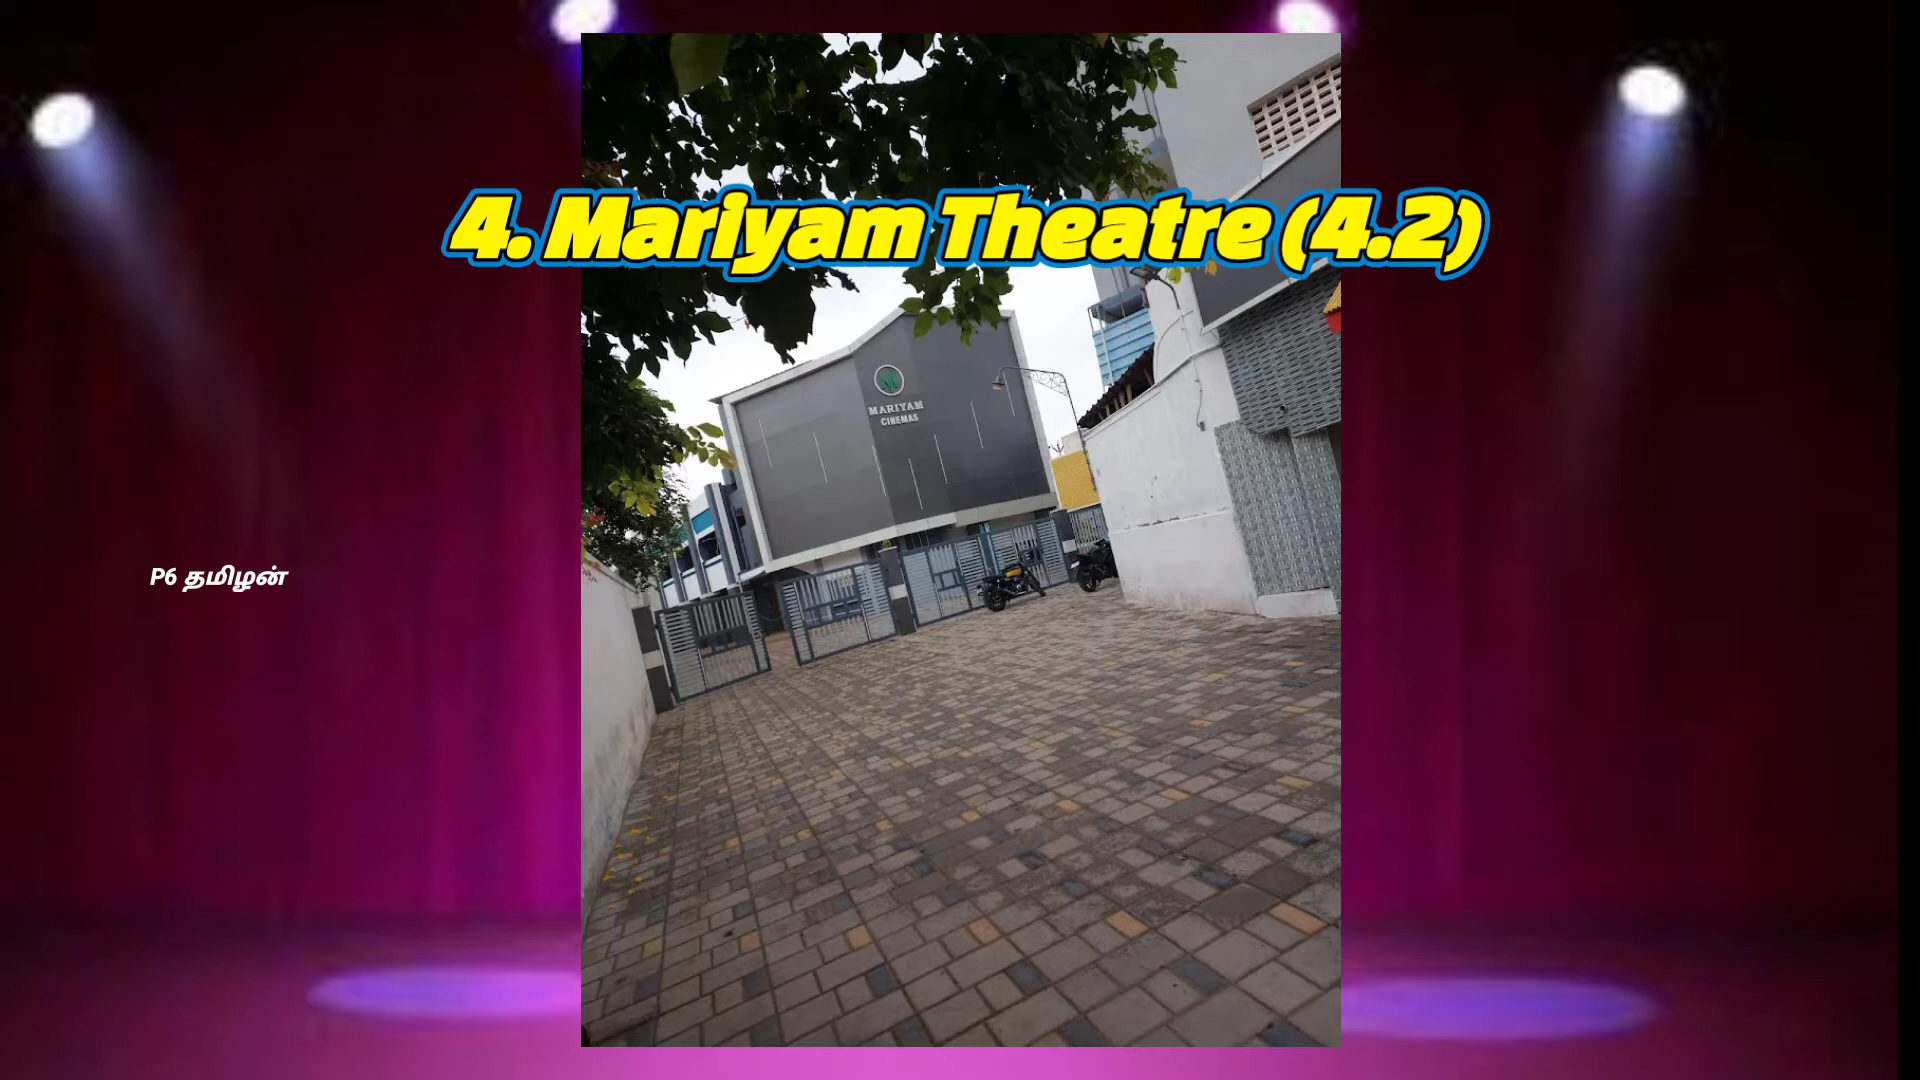 4. Mariyam Theatre (4.2)
MARIYAM
CINEMAS
P6 தமிழன்